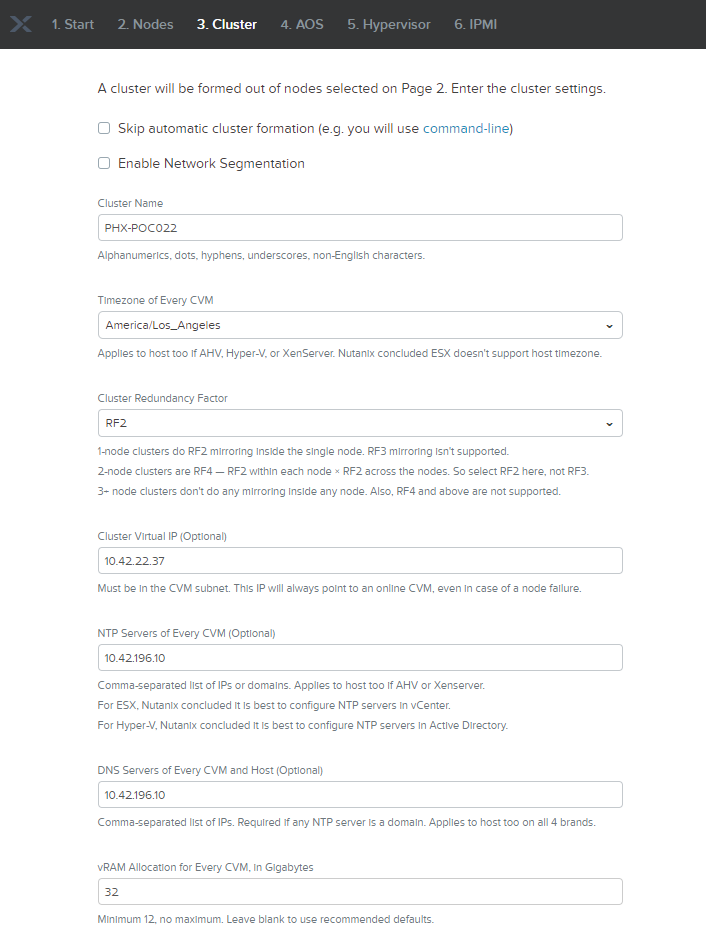 1. Start 2. Nodes 3. Cluster 4. AOS 5. Hypervisor 6. IPMI
A cluster will be formed out of nodes selected on Page 2. Enter the cluster settings.
Skip automatic cluster formation (e.g. you will use command-line)
Enable Network Segmentation
Cluster Name
PHX-POC022
Alphanumerics, dots, hyphens, underscores, non-English characters.
Timezone of Every CVM
America/Los_Angeles
Applies to host too if AHV, Hyper-V, or XenServer. Nutanix concluded ESX doesn't support host timezone.
Cluster Redundancy Factor
RF2
1-node clusters do RF2 mirroring inside the single node. RF3 mirroring isn't supported.
2-node clusters are RF4 — RF2 within each node × RF2 across the nodes. So select RF2 here, not RF3.
3+ node clusters don't do any mirroring inside any node. Also, RF4 and above are not supported.
Cluster Virtual IP (Optional)
10.42.22.37
Must be in the CVM subnet. This IP will always point to an online CVM, even in case of a node failure.
NTP Servers of Every CVM (Optional)
10.42.196.10
Comma-separated list of IPs or domains. Applies to host too if AHV or Xenserver.
For ESX, Nutanix concluded it is best to configure NTP servers in vCenter.
For Hyper-V, Nutanix concluded it is best to configure NTP servers in Active Directory.
DNS Servers of Every CVM and Host (Optional)
10.42.196.10
Comma-separated list of IPs. Required if any NTP server is a domain. Applies to host too on all 4 brands.
vRAM Allocation for Every CVM, in Gigabytes
32
Minimum 12, no maximum. Leave blank to use recommended defaults.